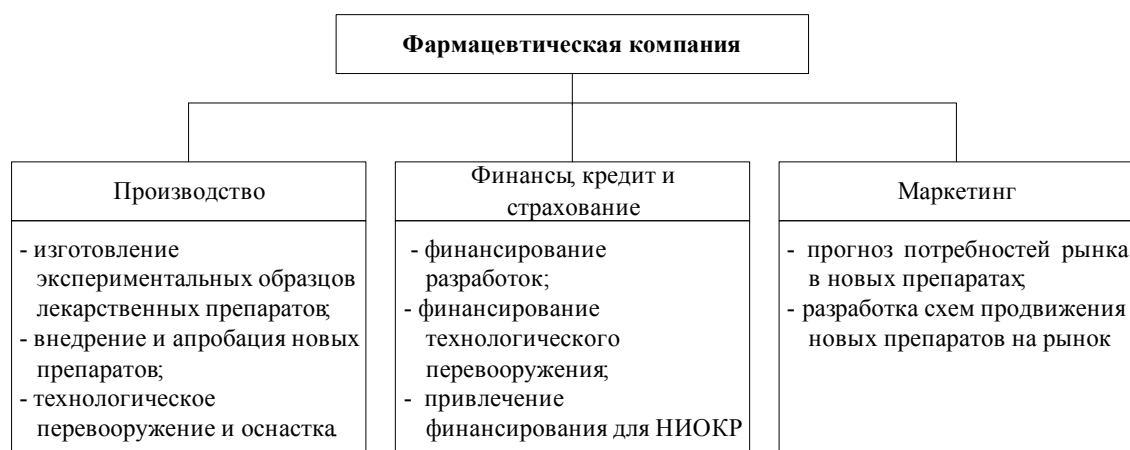 Фармацевтическая компания
Производство
- изготовление
экспериментальных образцов
лекарственных препаратов;
- внедрение и апробация новых
препаратов;
- технологическое
перевооружение и оснастка.
Финансы, кредит и
страхование
- финансирование
разработок;
- финансирование
технологического
перевооружения;
- привлечение
финансирования для НИОКР
Маркетинг
- прогноз потребностей рынка
в новых препаратах;
- разработка схем продвижения
новых препаратов на рынок